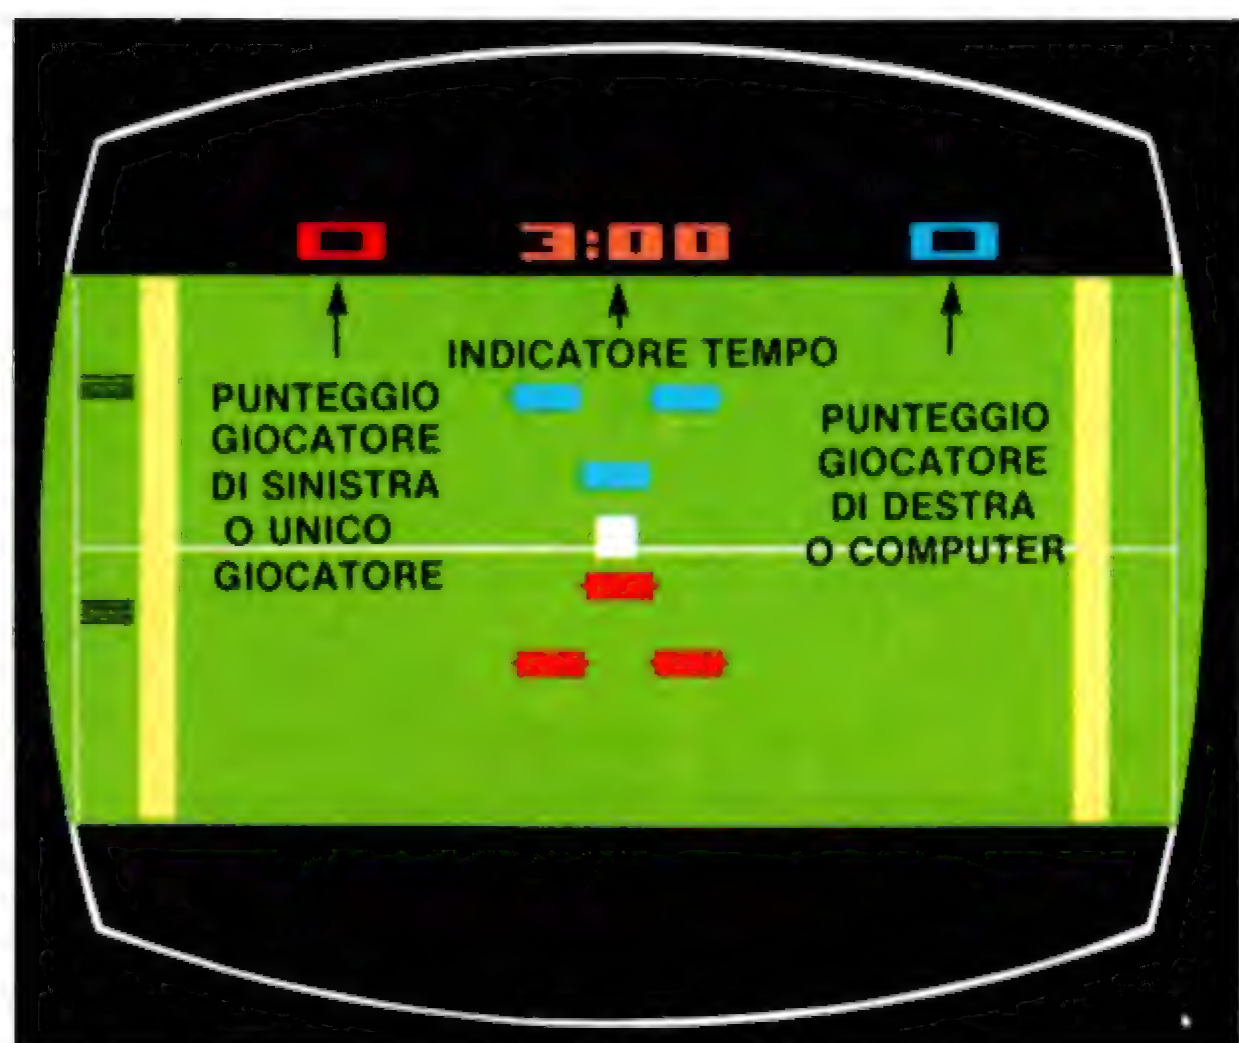 0 3:00 0
INDICATORE TEMPO
PUNTEGGIO
GIOCATORE
DI SINISTRA
O UNICO
GIOCATORE
PUNTEGGIO
GIOCATORE
DI DESTRA
O COMPUTER